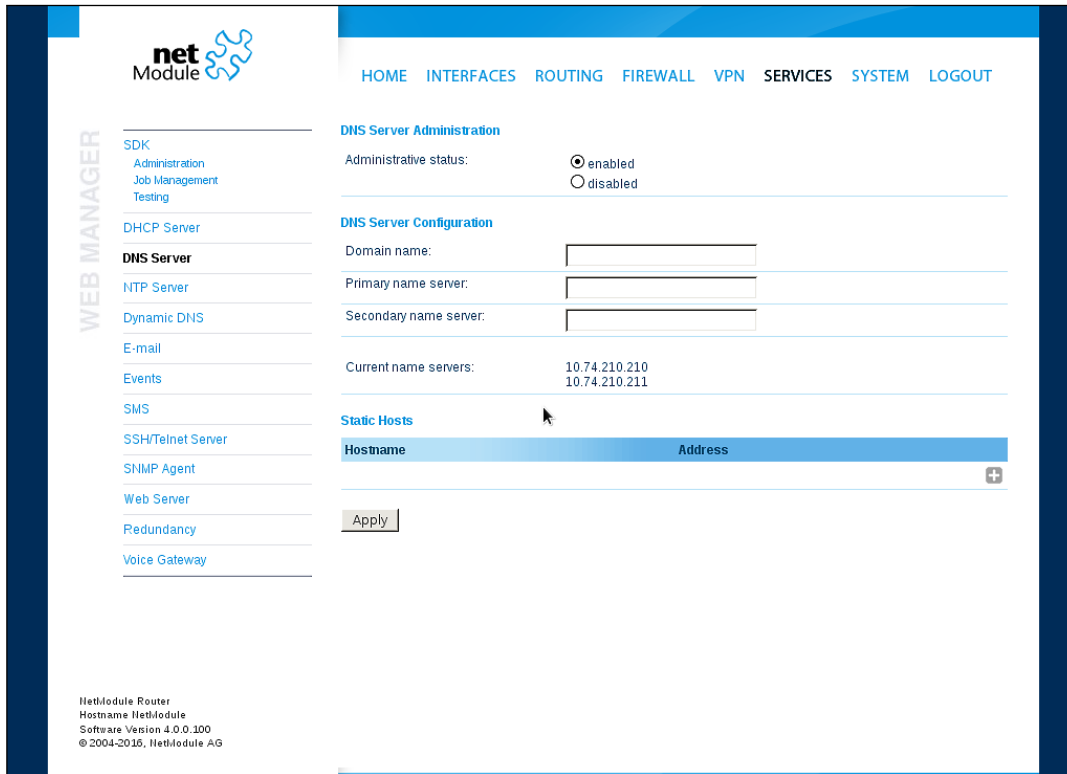 net
Module
HOME INTERFACES ROUTING FIREWALL VPN SERVICES SYSTEM LOGOUT
WEB MANAGER
SDK
Administration
Job Management
Testing
DHCP Server
DNS Server
NTP Server
Dynamic DNS
E-mail
Events
SMS
SSH/Telnet Server
SNMP Agent
Web Server
Redundancy
Voice Gateway
DNS Server Administration
Administrative status:
enabled
disabled
DNS Server Configuration
Domain name:
Primary name server:
Secondary name server:
Current name servers:
10.74.210.210
10.74.210.211
Static Hosts
Hostname Address
Apply
NetModule Router
Hostname NetModule
Software Version 4.0.0.100
© 2004-2016, NetModule AG